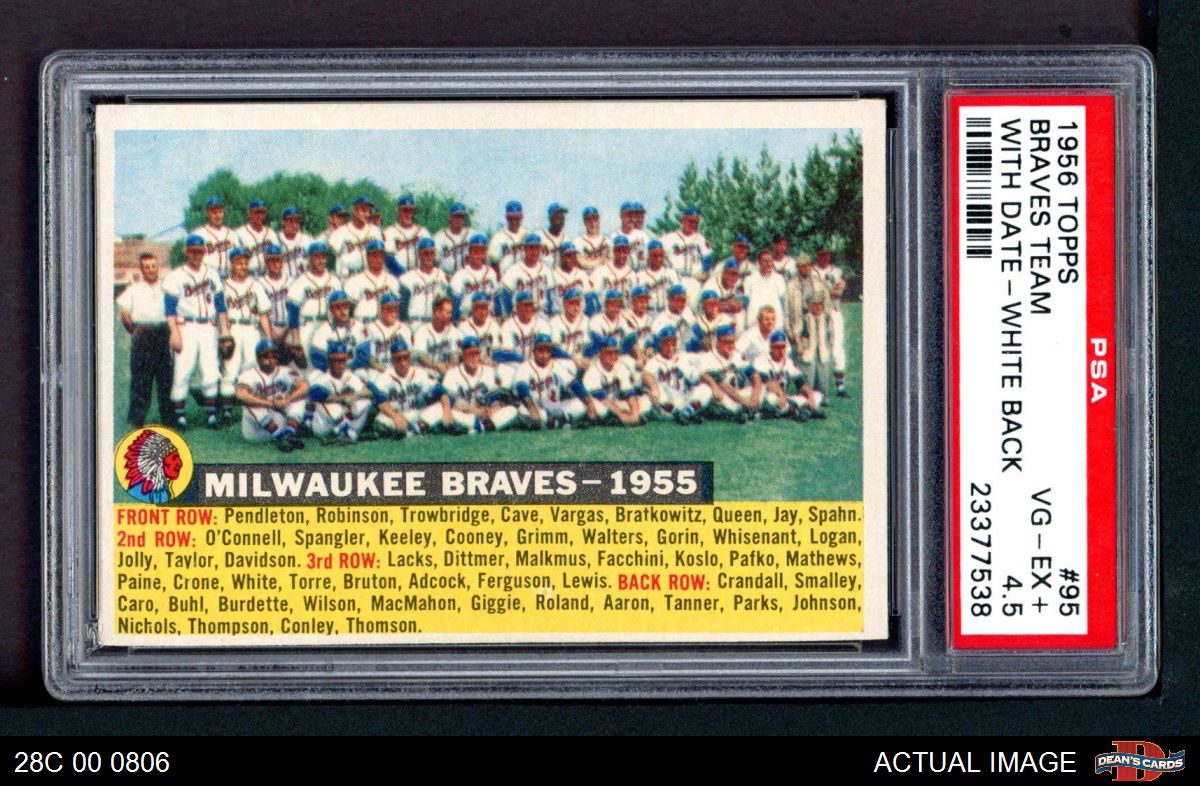 MILWAUKEE BRAVES – 1955
FRONT ROW: Pendleton, Robinson, Trowbridge, Cave, Vargas, Bratkowitz, Queen, Jay, Spahn.
2nd ROW: O'Connell, Spangler, Keeley, Cooney, Grimm, Walters, Gorin, Whisenant, Logan,
Jolly, Taylor, Davidson. 3rd ROW: Lacks, Dittmer, Malkmus, Facchini, Koslo, Pafko, Mathews,
Paine, Crone, White, Torre, Bruton, Adcock, Ferguson, Lewis. BACK ROW: Crandall, Smalley,
Caro, Buhl, Burdette, Wilson, MacMahon, Giggie, Roland, Aaron, Tanner, Parks, Johnson,
Nichols, Thompson, Conley, Thomson.
PSA
1956 TOPPS #95
BRAVES TEAM VG – EX +
WITH DATE – WHITE BACK 4.5
23377538
28C 00 0806
ACTUAL IMAGE
D
DEAN'S CARDS